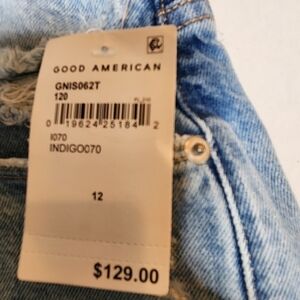 GOOD AMERICAN
GNIS062T
120
0 19624 25184 2
I070
INDIGO070
12
$129.00